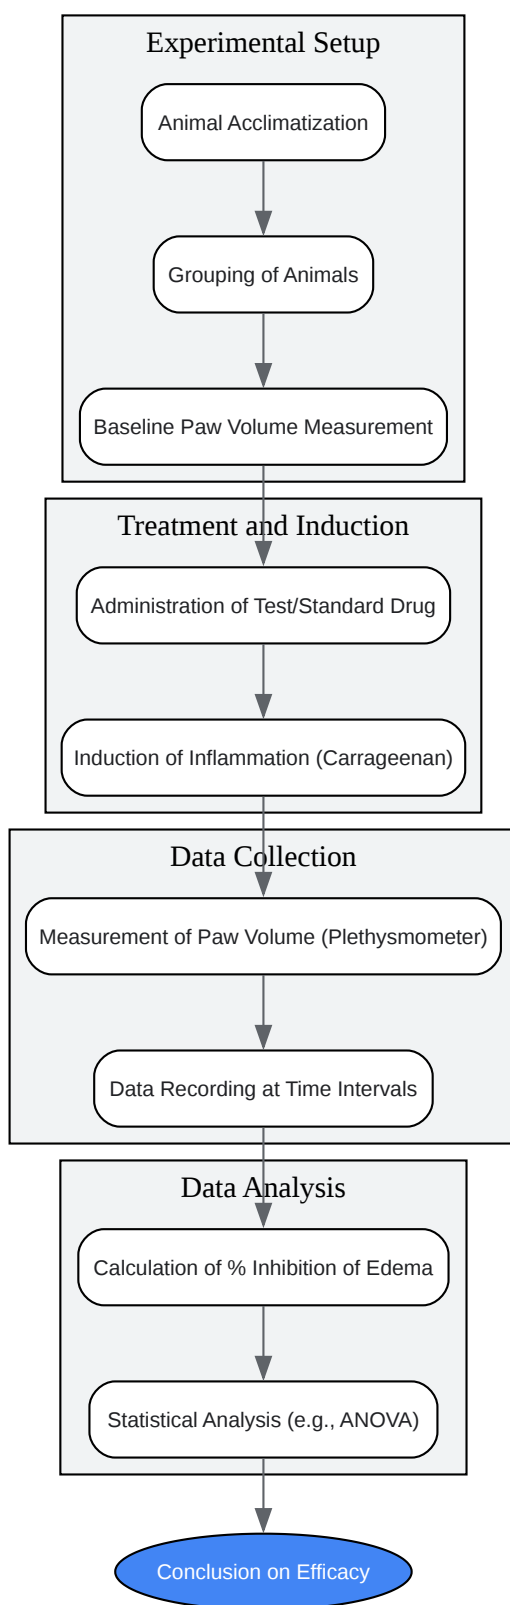 Experimental Setup
Animal Acclimatization
Grouping of Animals
Baseline Paw Volume Measurement
Treatment and Induction
Administration of Test/Standard Drug
Induction of Inflammation (Carrageenan)
Data Collection
Measurement of Paw Volume (Plethysmometer)
Data Recording at Time Intervals
Data Analysis
Calculation of % Inhibition of Edema
Statistical Analysis (e.g., ANOVA)
Conclusion on Efficacy